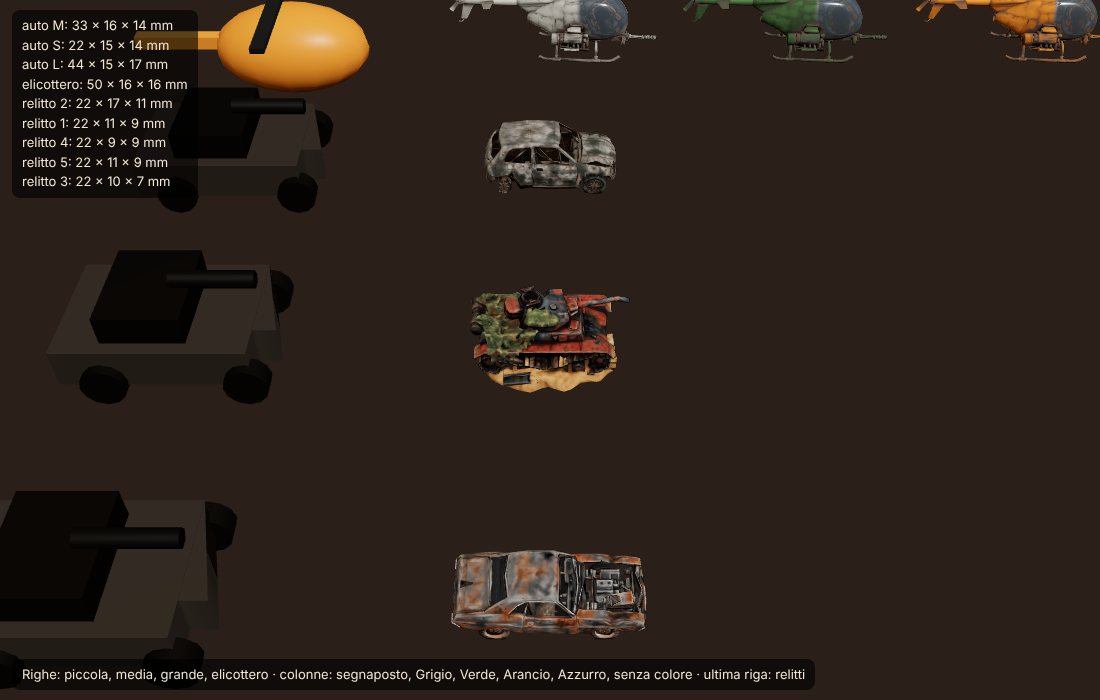 auto M: 33 × 16 × 14 mm
auto S: 22 × 15 × 14 mm
auto L: 44 × 15 × 17 mm
elicottero: 50 × 16 × 16 mm
relitto 2: 22 × 17 × 11 mm
relitto 1: 22 × 11 × 9 mm
relitto 4: 22 × 9 × 9 mm
relitto 5: 22 × 11 × 9 mm
relitto 3: 22 × 10 × 7 mm
Righe: piccola, media, grande, elicottero · colonne: segnaposto, Grigio, Verde, Arancio, Azzurro, senza colore · ultima riga: relitti